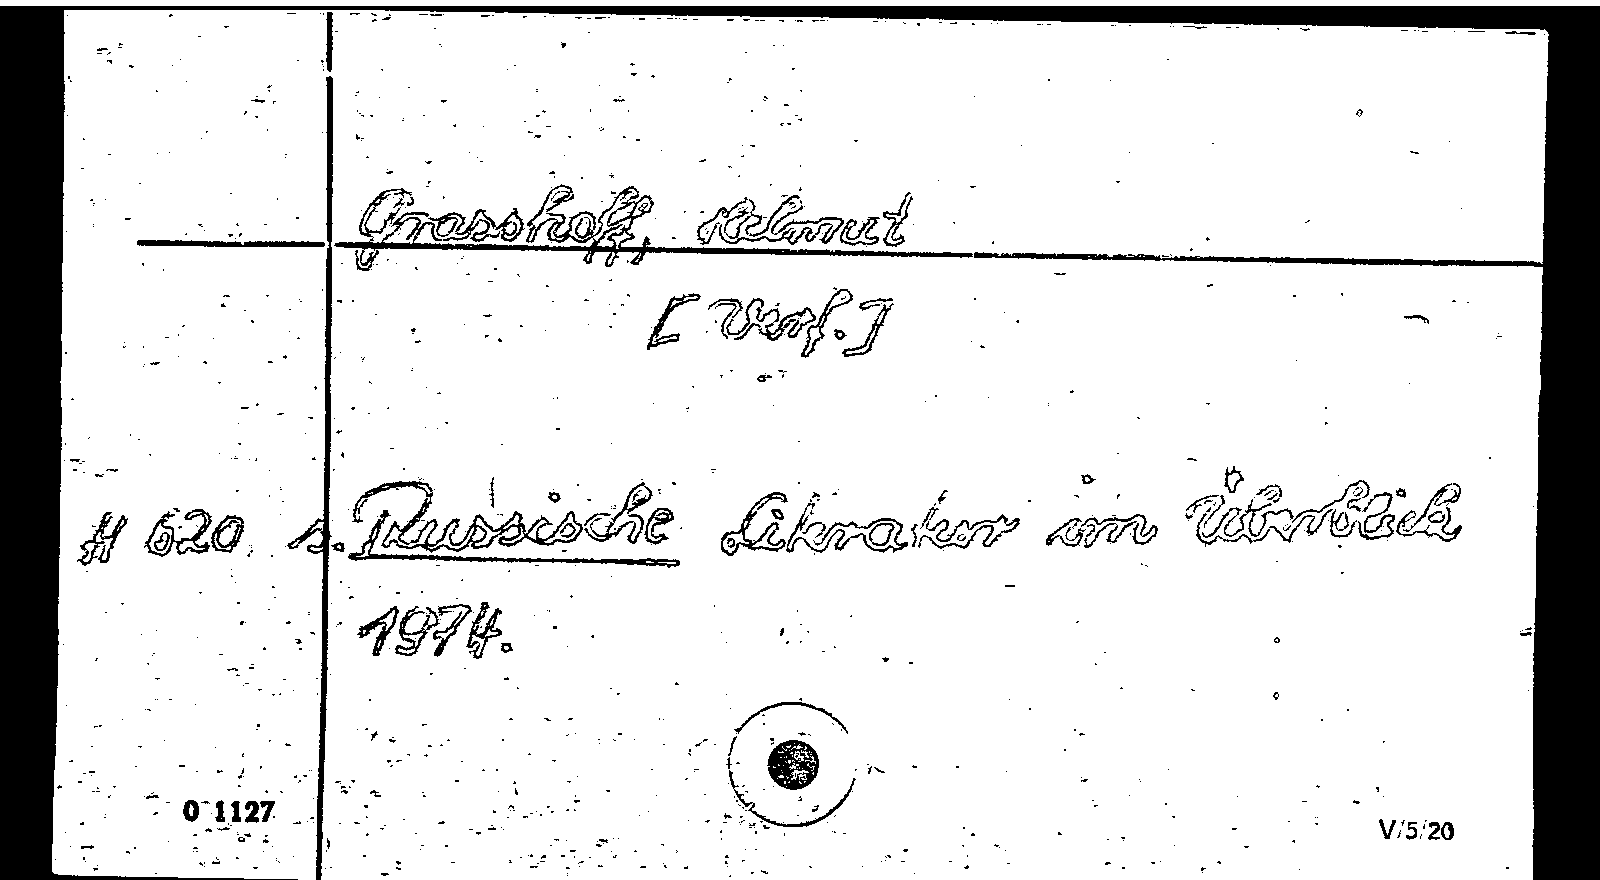 Grasshoff, Helmut
[Verf.]
H 620 s. Russische Literatur im Überblick
1974.
0 1127
V/5/20